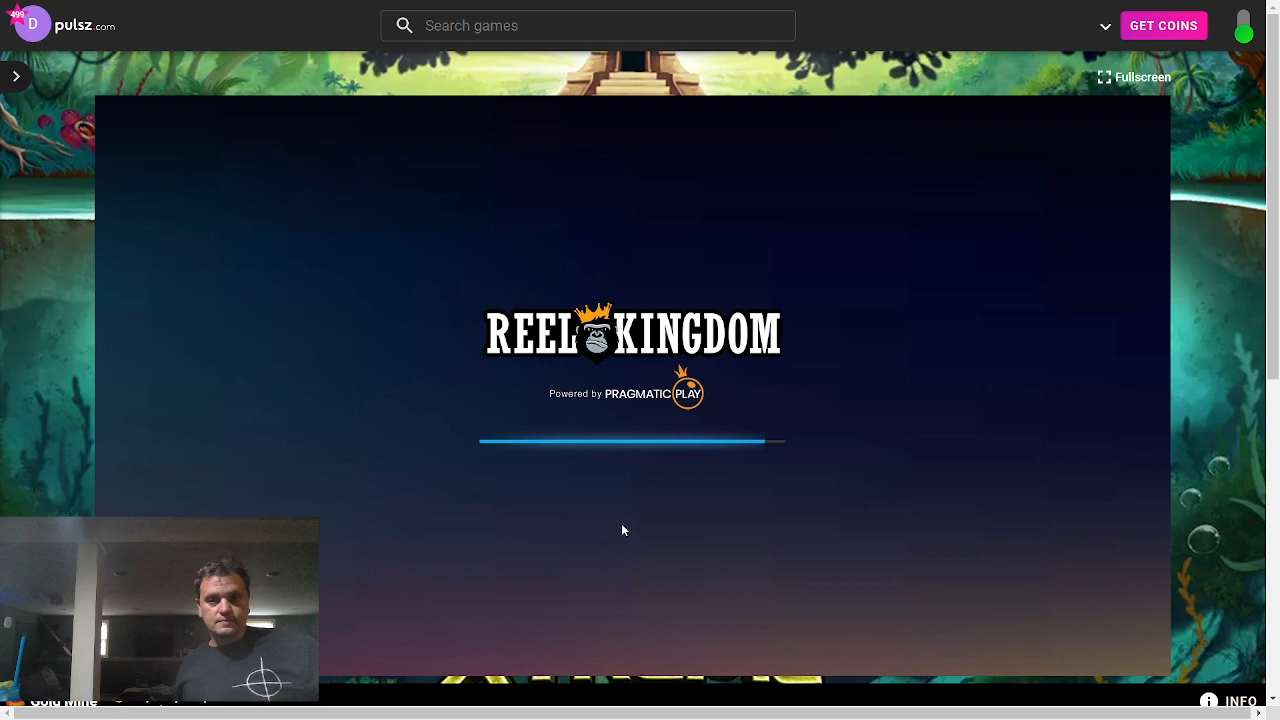 499
D pulsz.com
Search games
GET COINS
Fullscreen
REEL KINGDOM
Powered by PRAGMATIC PLAY
Gold Mine
INFO